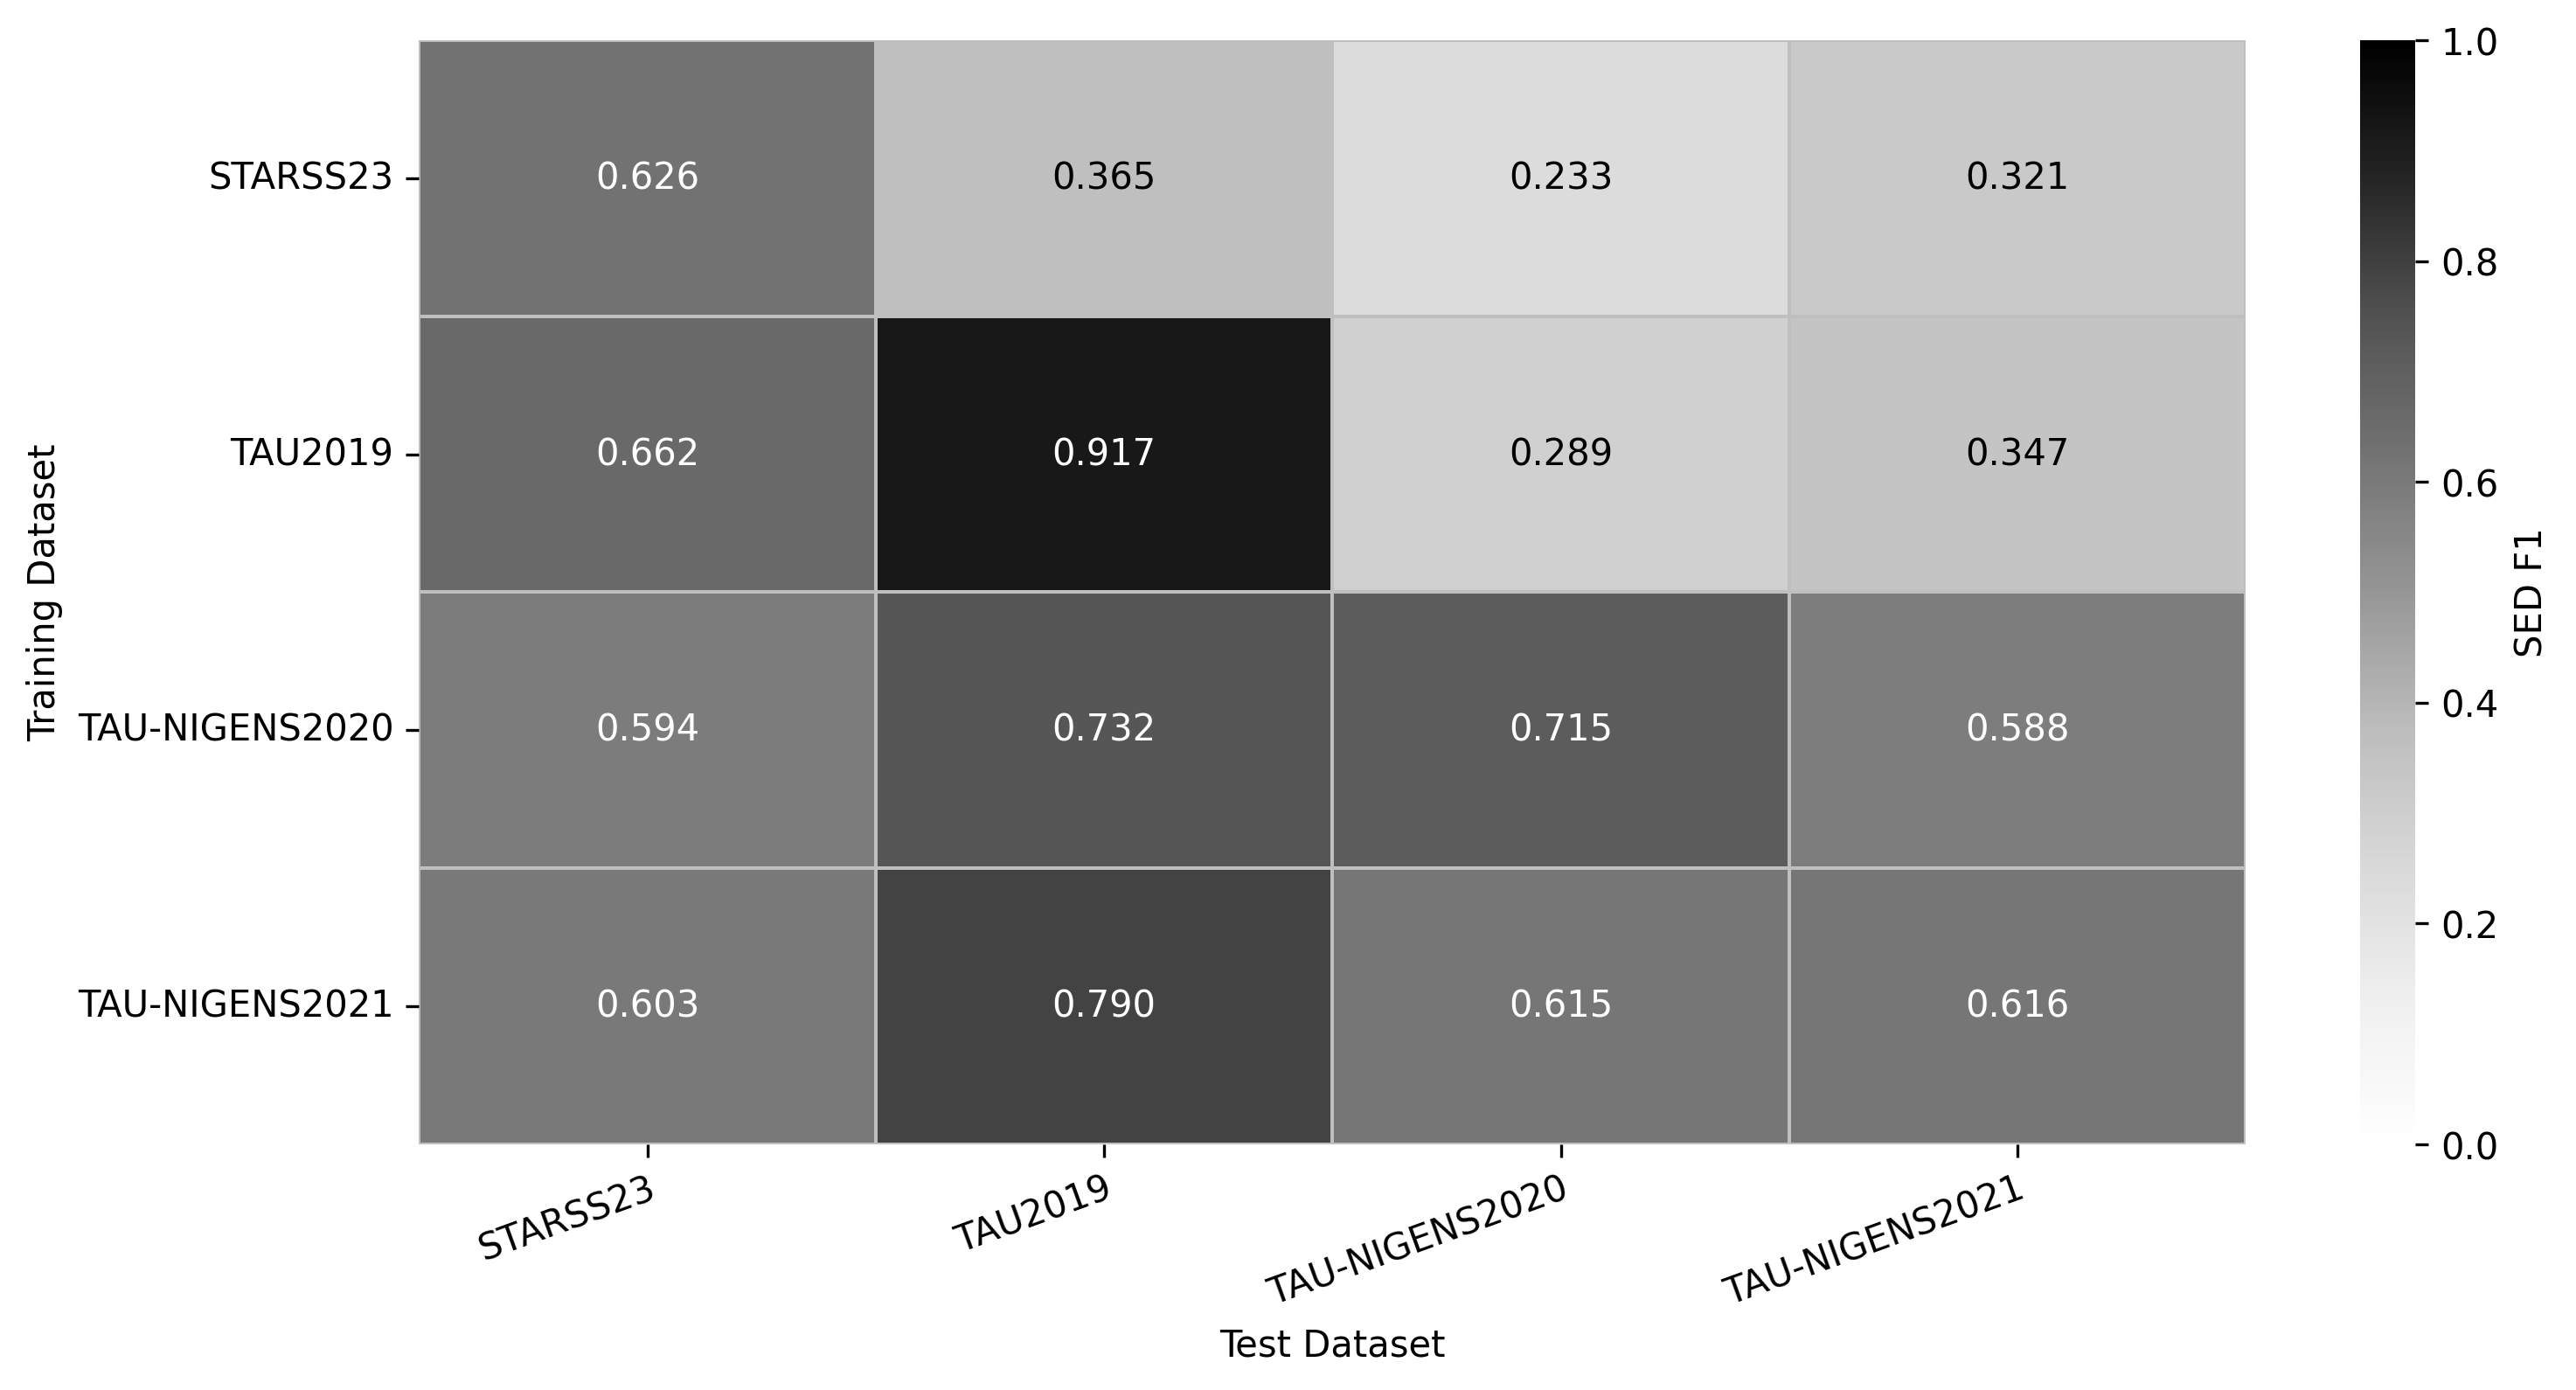 STARSS23 0.626 0.365 0.233 0.321
TAU2019 0.662 0.917 0.289 0.347
TAU-NIGENS2020 0.594 0.732 0.715 0.588
TAU-NIGENS2021 0.603 0.790 0.615 0.616
Training Dataset
STARSS23 TAU2019 TAU-NIGENS2020 TAU-NIGENS2021
Test Dataset
1.0
0.8
0.6
0.4
0.2
0.0
SED F1